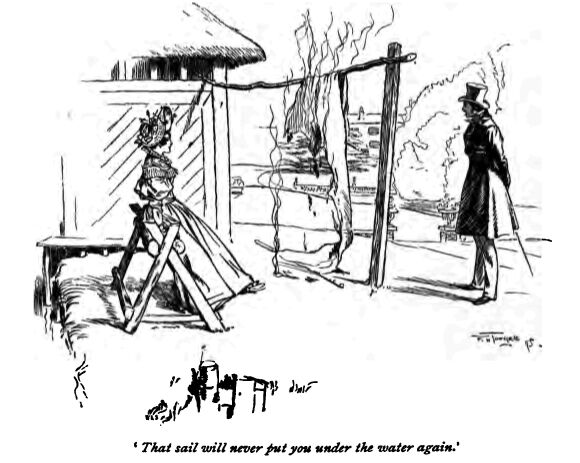 ‘ That sail will never put you under the water again.’